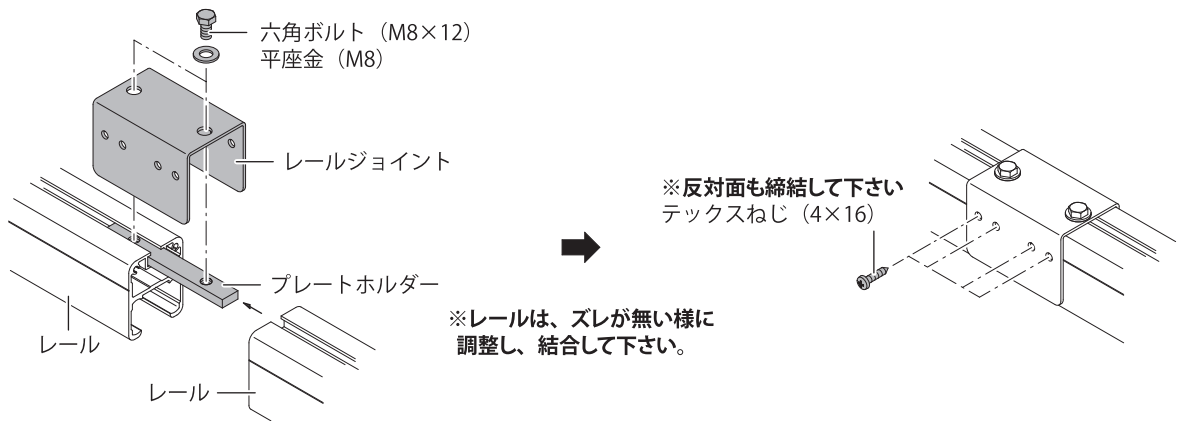 六角ボルト（M8×12）
平座金（M8）
レールジョイント
プレートホルダー
レール
レール
※レールは、ズレが無い様に
調整し、結合して下さい。
※反対面も締結して下さい
テックスねじ（4×16）